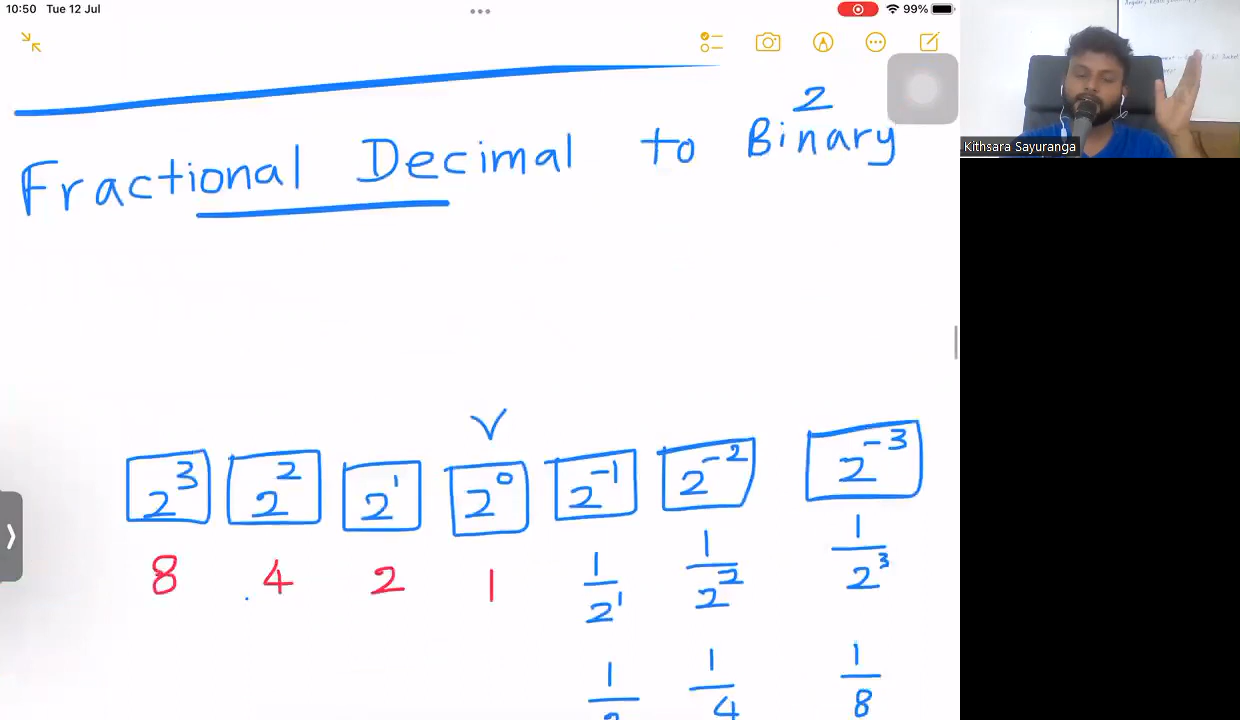 10:50 Tue 12 Jul
99%
2
Fractional Decimal to Binary
Kithsara Sayuranga
2³ 2² 2¹ 2⁰ 2⁻¹ 2⁻² 2⁻³
8 4 2 1 1/2¹ 1/2² 1/2³
1 1/4 1/8